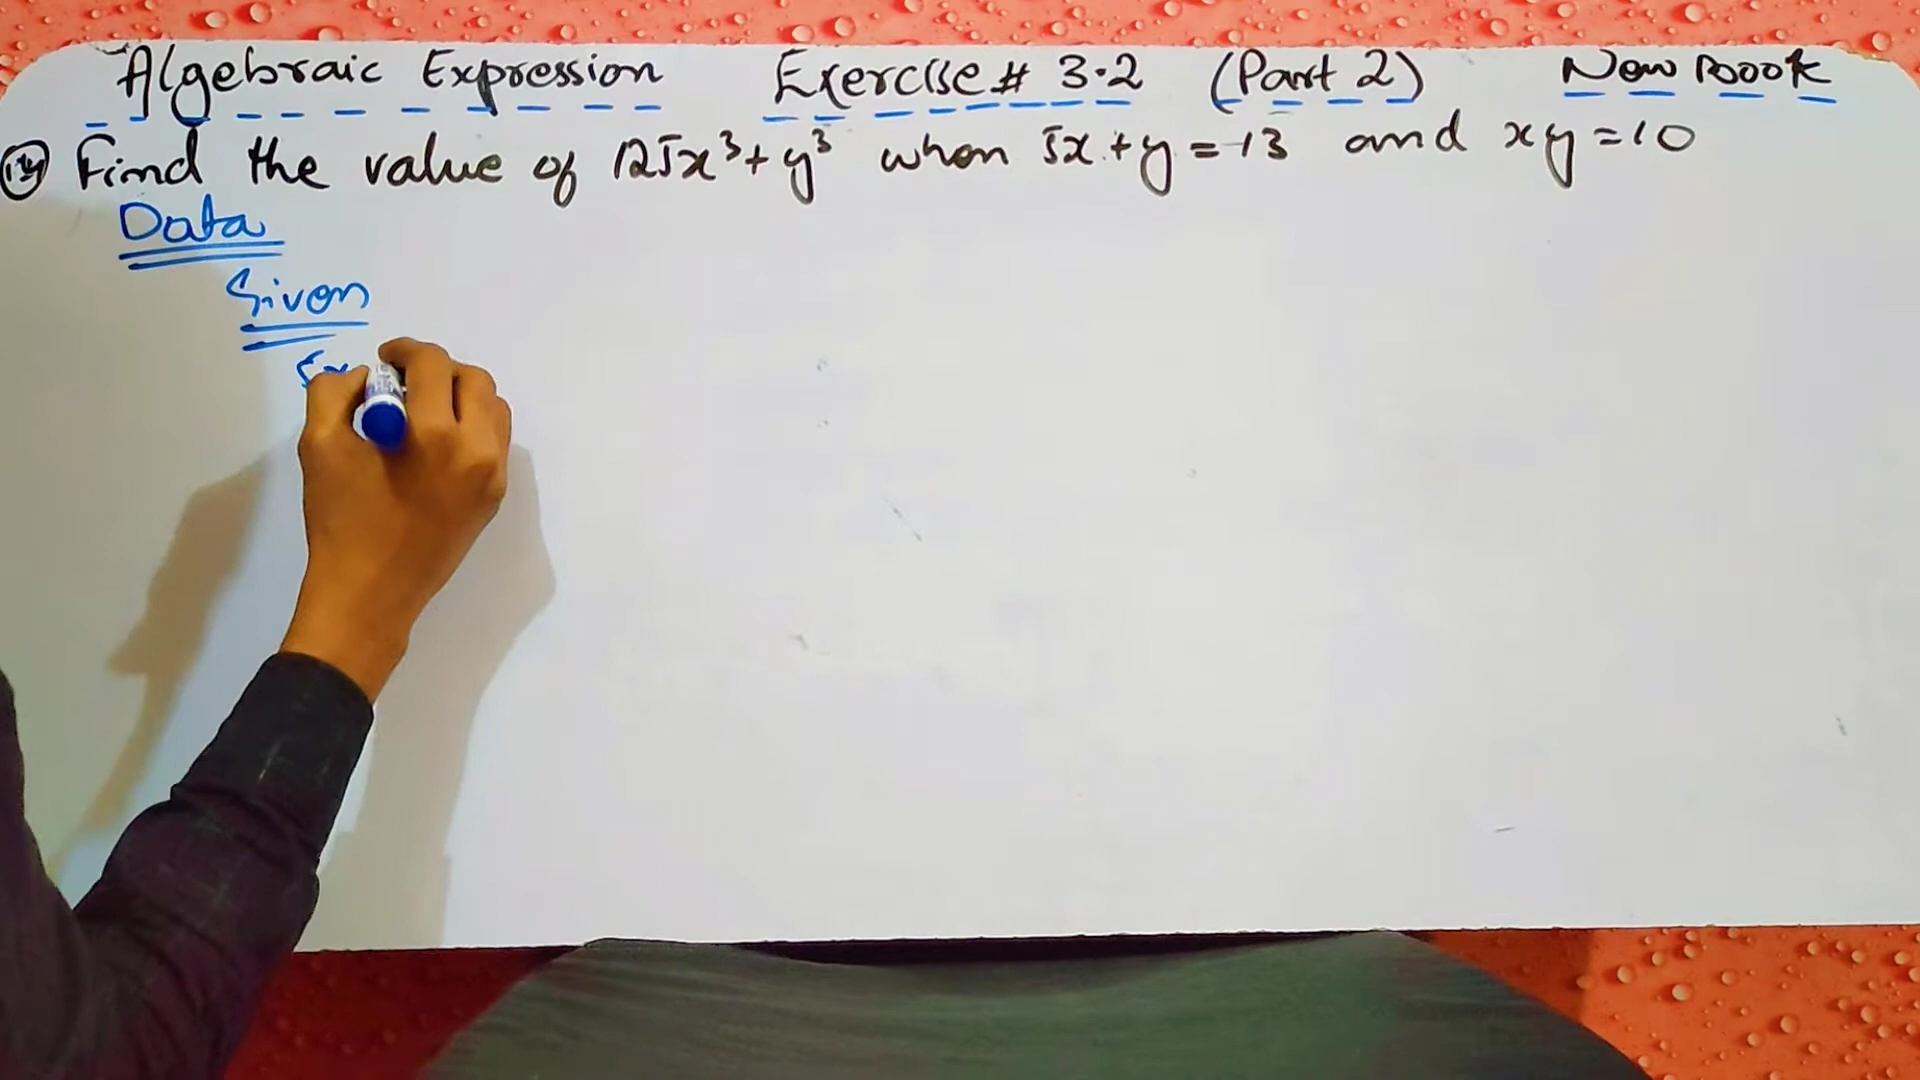 Algebraic Expression Exercise # 3.2 (Part 2) New Book
Find the value of 125x³+y³ when 5x+y=13 and xy=10
Data
Given
5x